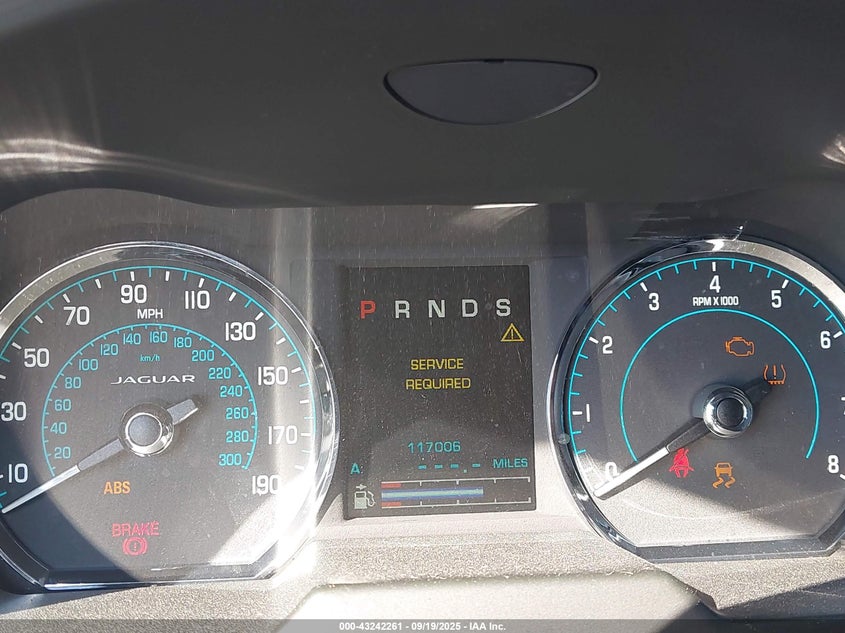 P R N D S
SERVICE
REQUIRED
117006
A: -.-.-.- MILES
10 30 50 70 90 110 130 150 170 190
MPH
20 40 60 80 100 120 140 160 180 200 220 240 260 280 300
km/h
JAGUAR
ABS
BRAKE
0 1 2 3 4 5 6 7 8
RPM X 1000
000-43242261 - 09/19/2025 - IAA Inc.